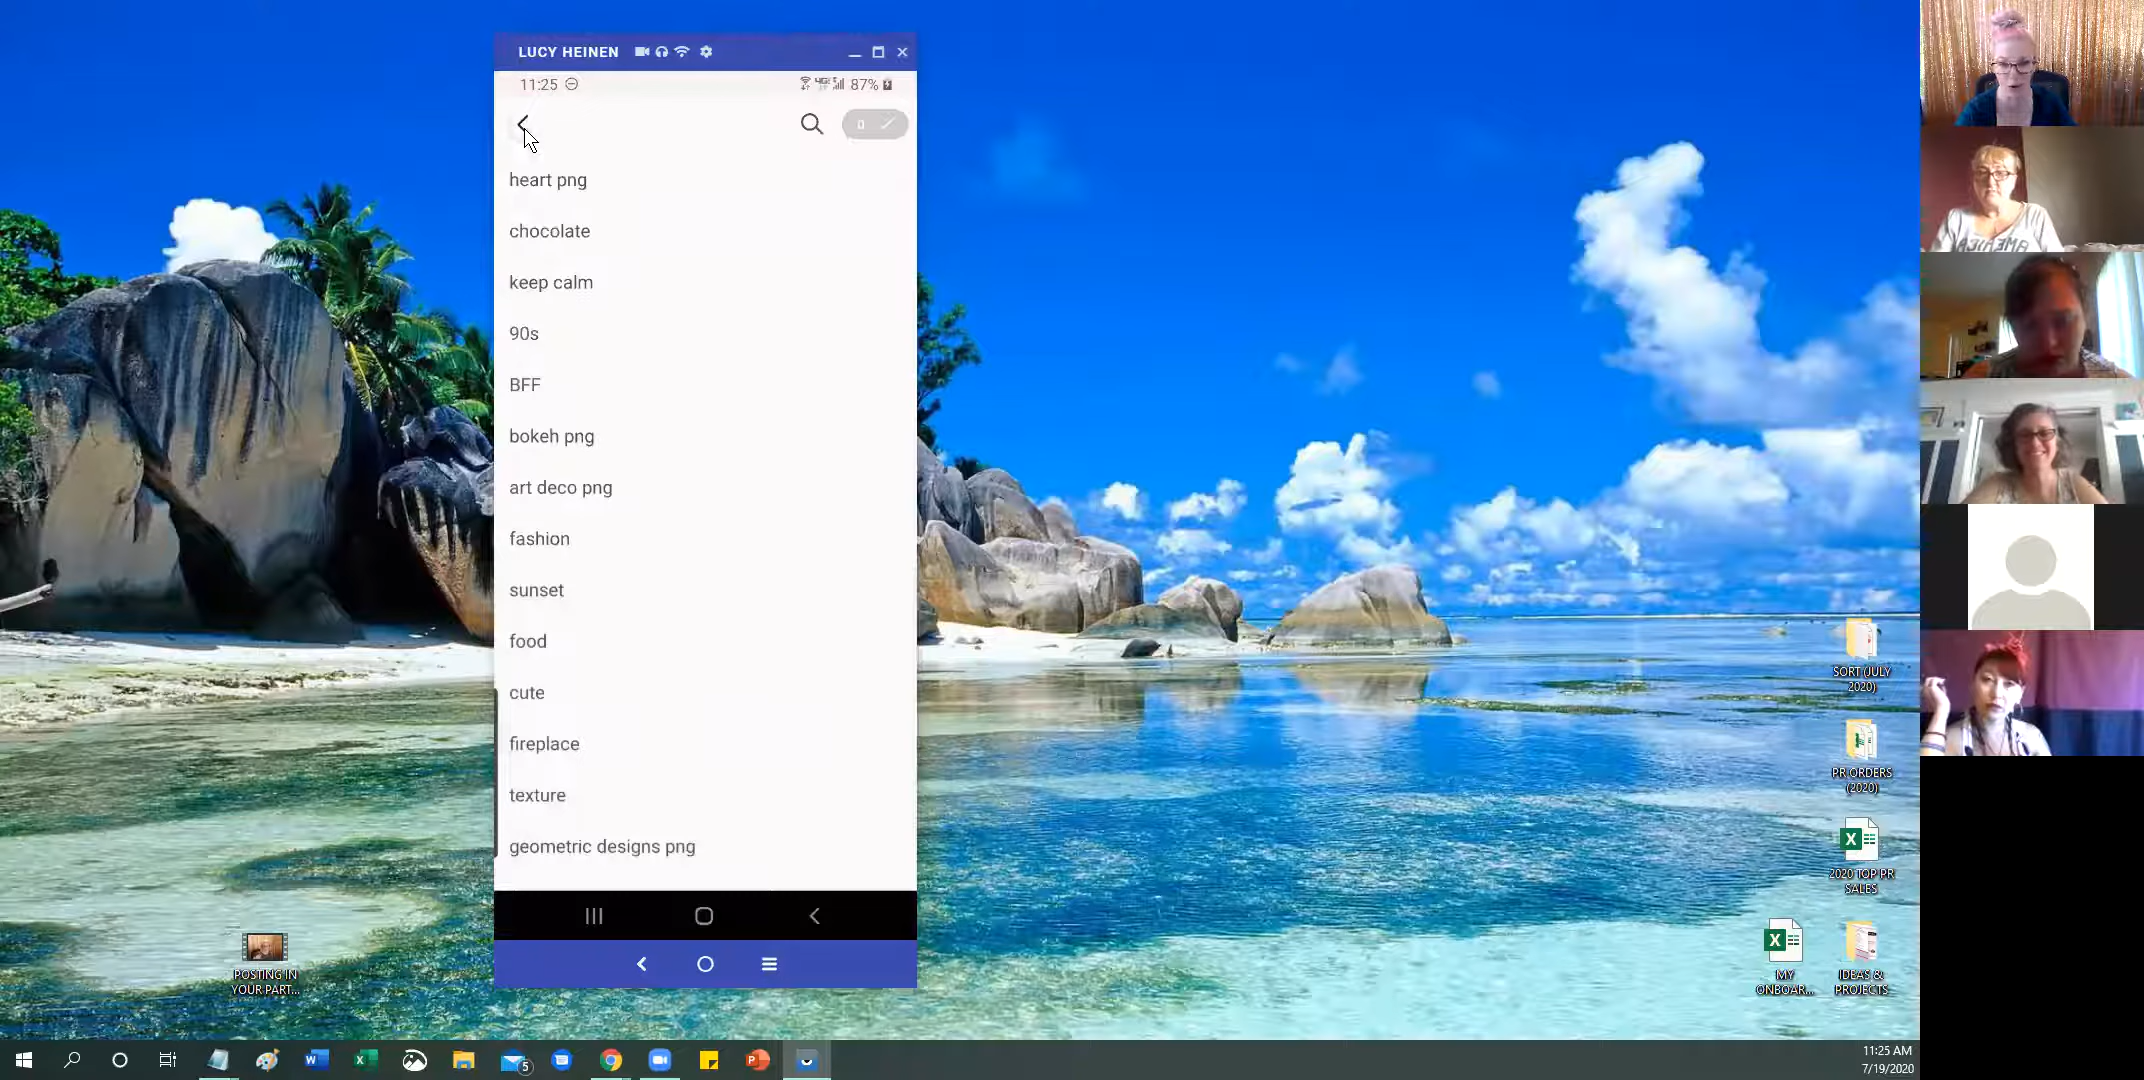 LUCY HEINEN
11:25
87%
0
heart png
chocolate
keep calm
90s
BFF
bokeh png
art deco png
fashion
sunset
food
cute
fireplace
texture
geometric designs png
SORT (JULY
2020)
PR ORDERS
(2020)
2020 TOP PR
SALES
MY
ONBOAR...
IDEAS &
PROJECTS
POSTING IN
YOUR PART...
5
11:25 AM
7/19/2020